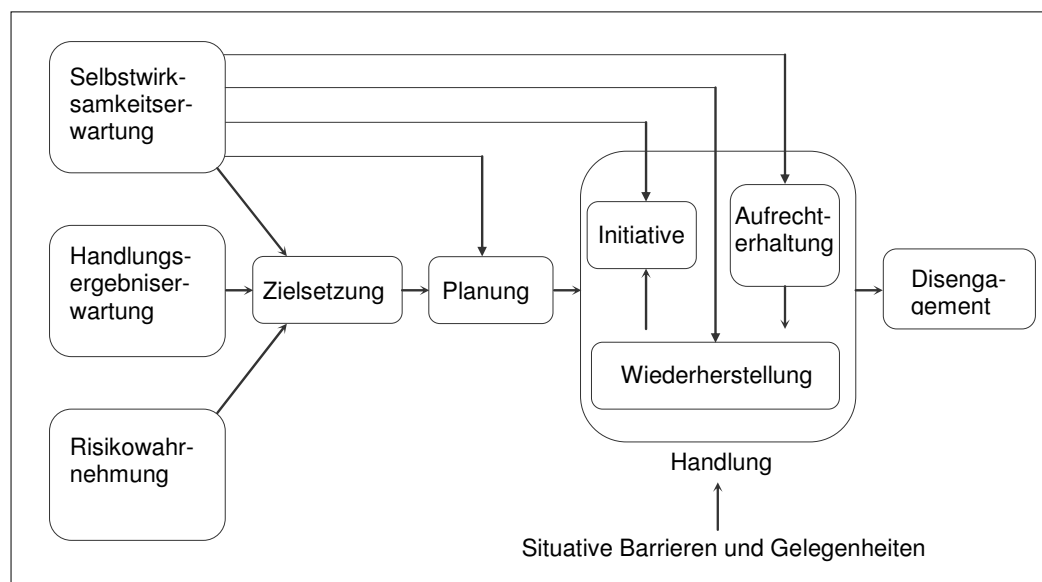 Selbstwirk-
samkeitser-
wartung
Handlungs-
ergebniser-
wartung
Risikowahr-
nehmung
Zielsetzung
Planung
Initiative
Aufrecht-
erhaltung
Wiederherstellung
Handlung
Situative Barrieren und Gelegenheiten
Disenga-
gement